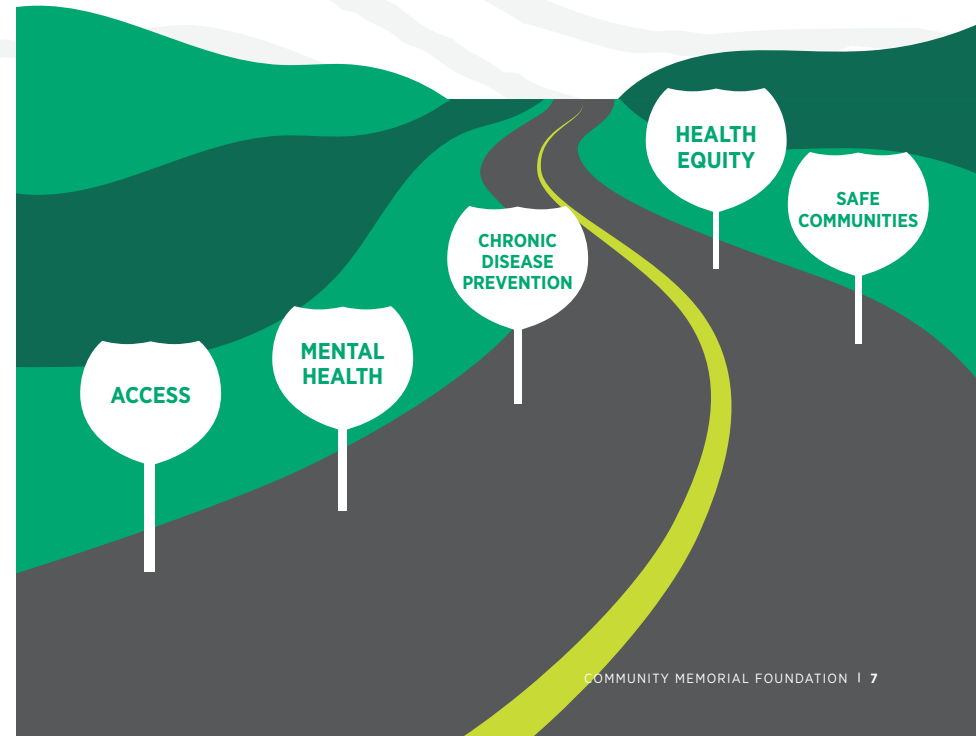 HEALTH
EQUITY
SAFE
COMMUNITIES
CHRONIC
DISEASE
PREVENTION
MENTAL
HEALTH
ACCESS
COMMUNITY MEMORIAL FOUNDATION | 7